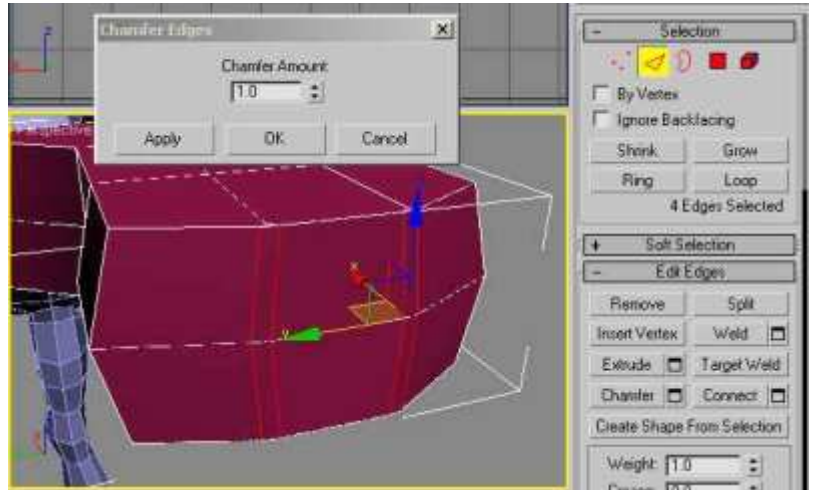 Chamfer Edges
Chamfer Amount
1.0
Apply OK Cancel
Perspective
z
x
y
- Selection
By Vertex
Ignore Backfacing
Shrink Grow
Ring Loop
4 Edges Selected
+ Soft Selection
- Edit Edges
Remove Split
Insert Vertex Weld
Extrude Target Weld
Chamfer Connect
Create Shape From Selection
Weight: 1.0